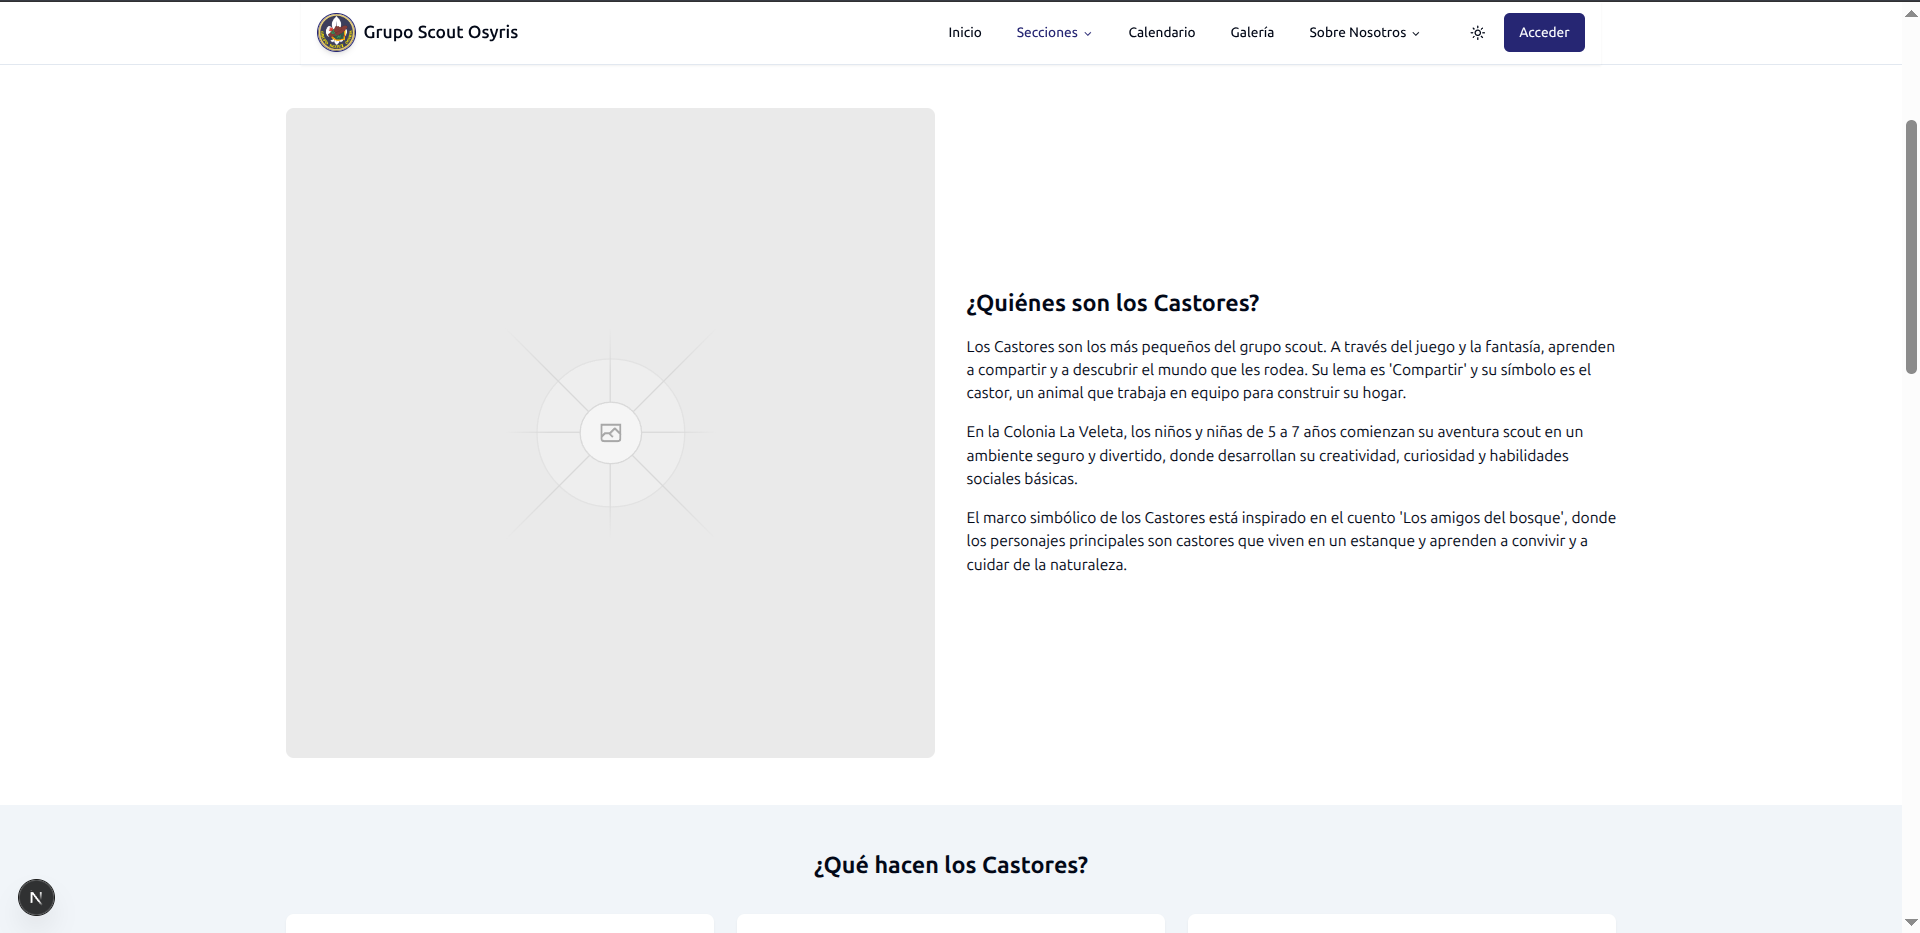 Grupo Scout Osyris
Inicio
Secciones
Calendario
Galería
Sobre Nosotros
Acceder
¿Quiénes son los Castores?
Los Castores son los más pequeños del grupo scout. A través del juego y la fantasía, aprenden
a compartir y a descubrir el mundo que les rodea. Su lema es 'Compartir' y su símbolo es el
castor, un animal que trabaja en equipo para construir su hogar.
En la Colonia La Veleta, los niños y niñas de 5 a 7 años comienzan su aventura scout en un
ambiente seguro y divertido, donde desarrollan su creatividad, curiosidad y habilidades
sociales básicas.
El marco simbólico de los Castores está inspirado en el cuento 'Los amigos del bosque', donde
los personajes principales son castores que viven en un estanque y aprenden a convivir y a
cuidar de la naturaleza.
¿Qué hacen los Castores?
N